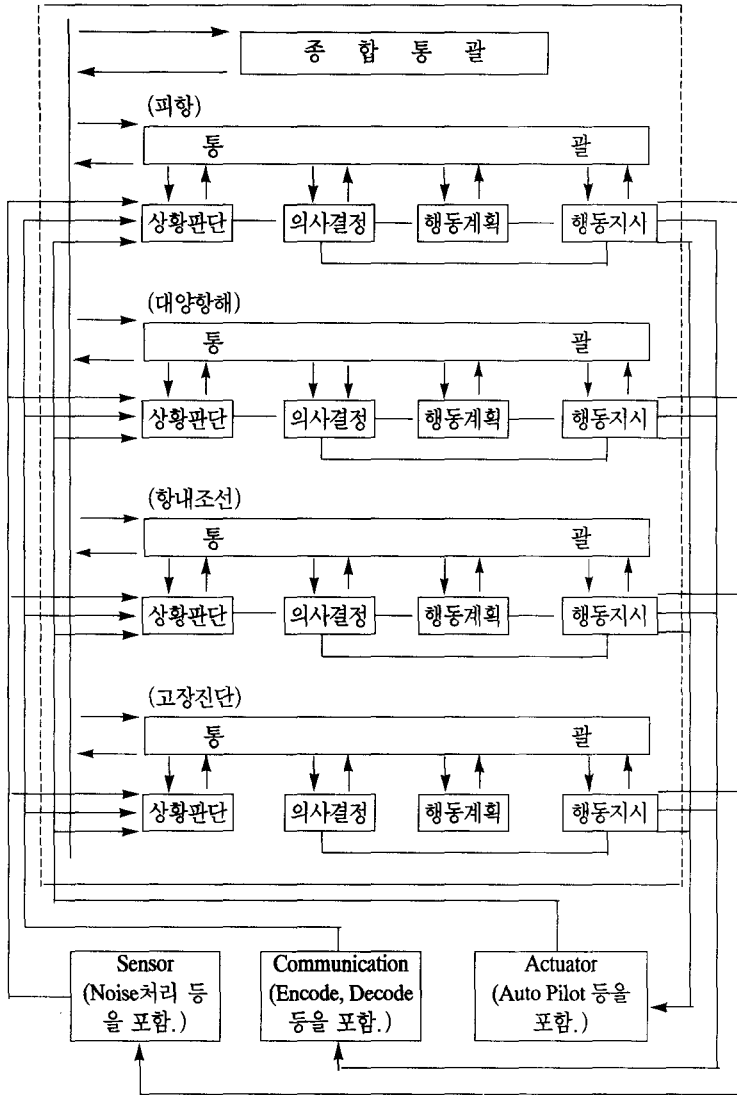 종 합 통 괄
(피항)
통 괄
상황판단 의사결정 행동계획 행동지시
(대양항해)
통 괄
상황판단 의사결정 행동계획 행동지시
(항내조선)
통 괄
상황판단 의사결정 행동계획 행동지시
(고장진단)
통 괄
상황판단 의사결정 행동계획 행동지시
Sensor
(Noise처리 등
을 포함.)
Communication
(Encode, Decode
등을 포함.)
Actuator
(Auto Pilot 등을
포함.)